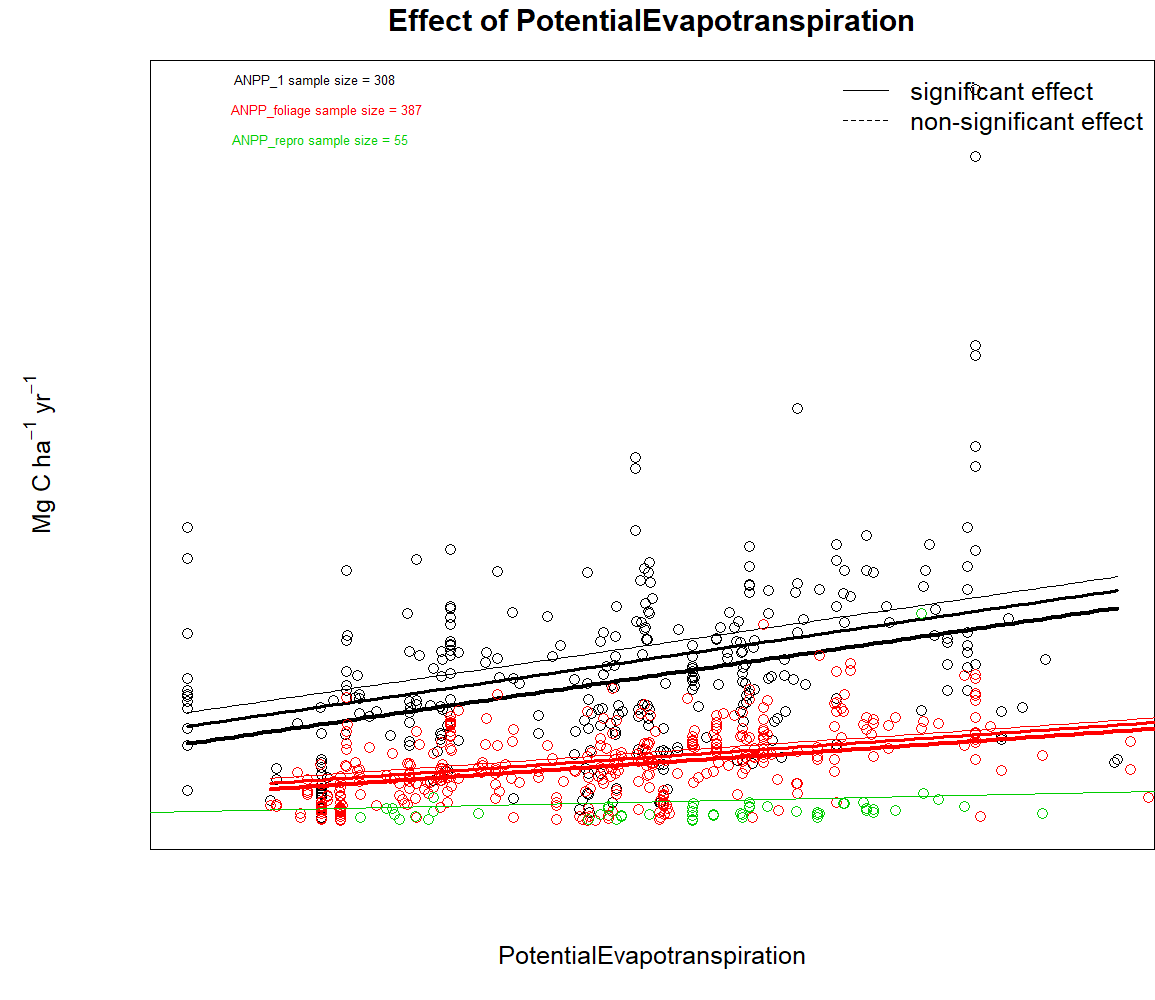 Effect of PotentialEvapotranspiration
ANPP_1 sample size = 308
ANPP_foliage sample size = 387
ANPP_repro sample size = 55
significant effect
non-significant effect
Mg C ha⁻¹ yr⁻¹
PotentialEvapotranspiration